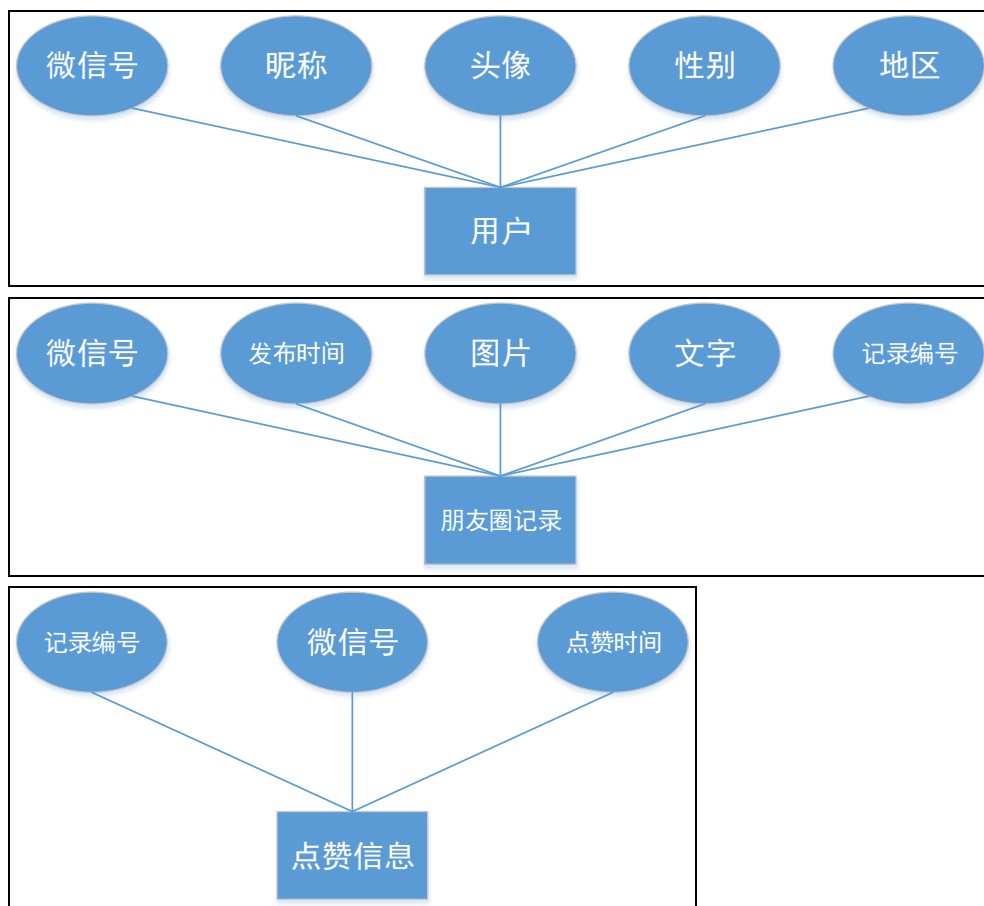 微信号
昵称
头像
性别
地区
用户
微信号
发布时间
图片
文字
记录编号
朋友圈记录
记录编号
微信号
点赞时间
点赞信息